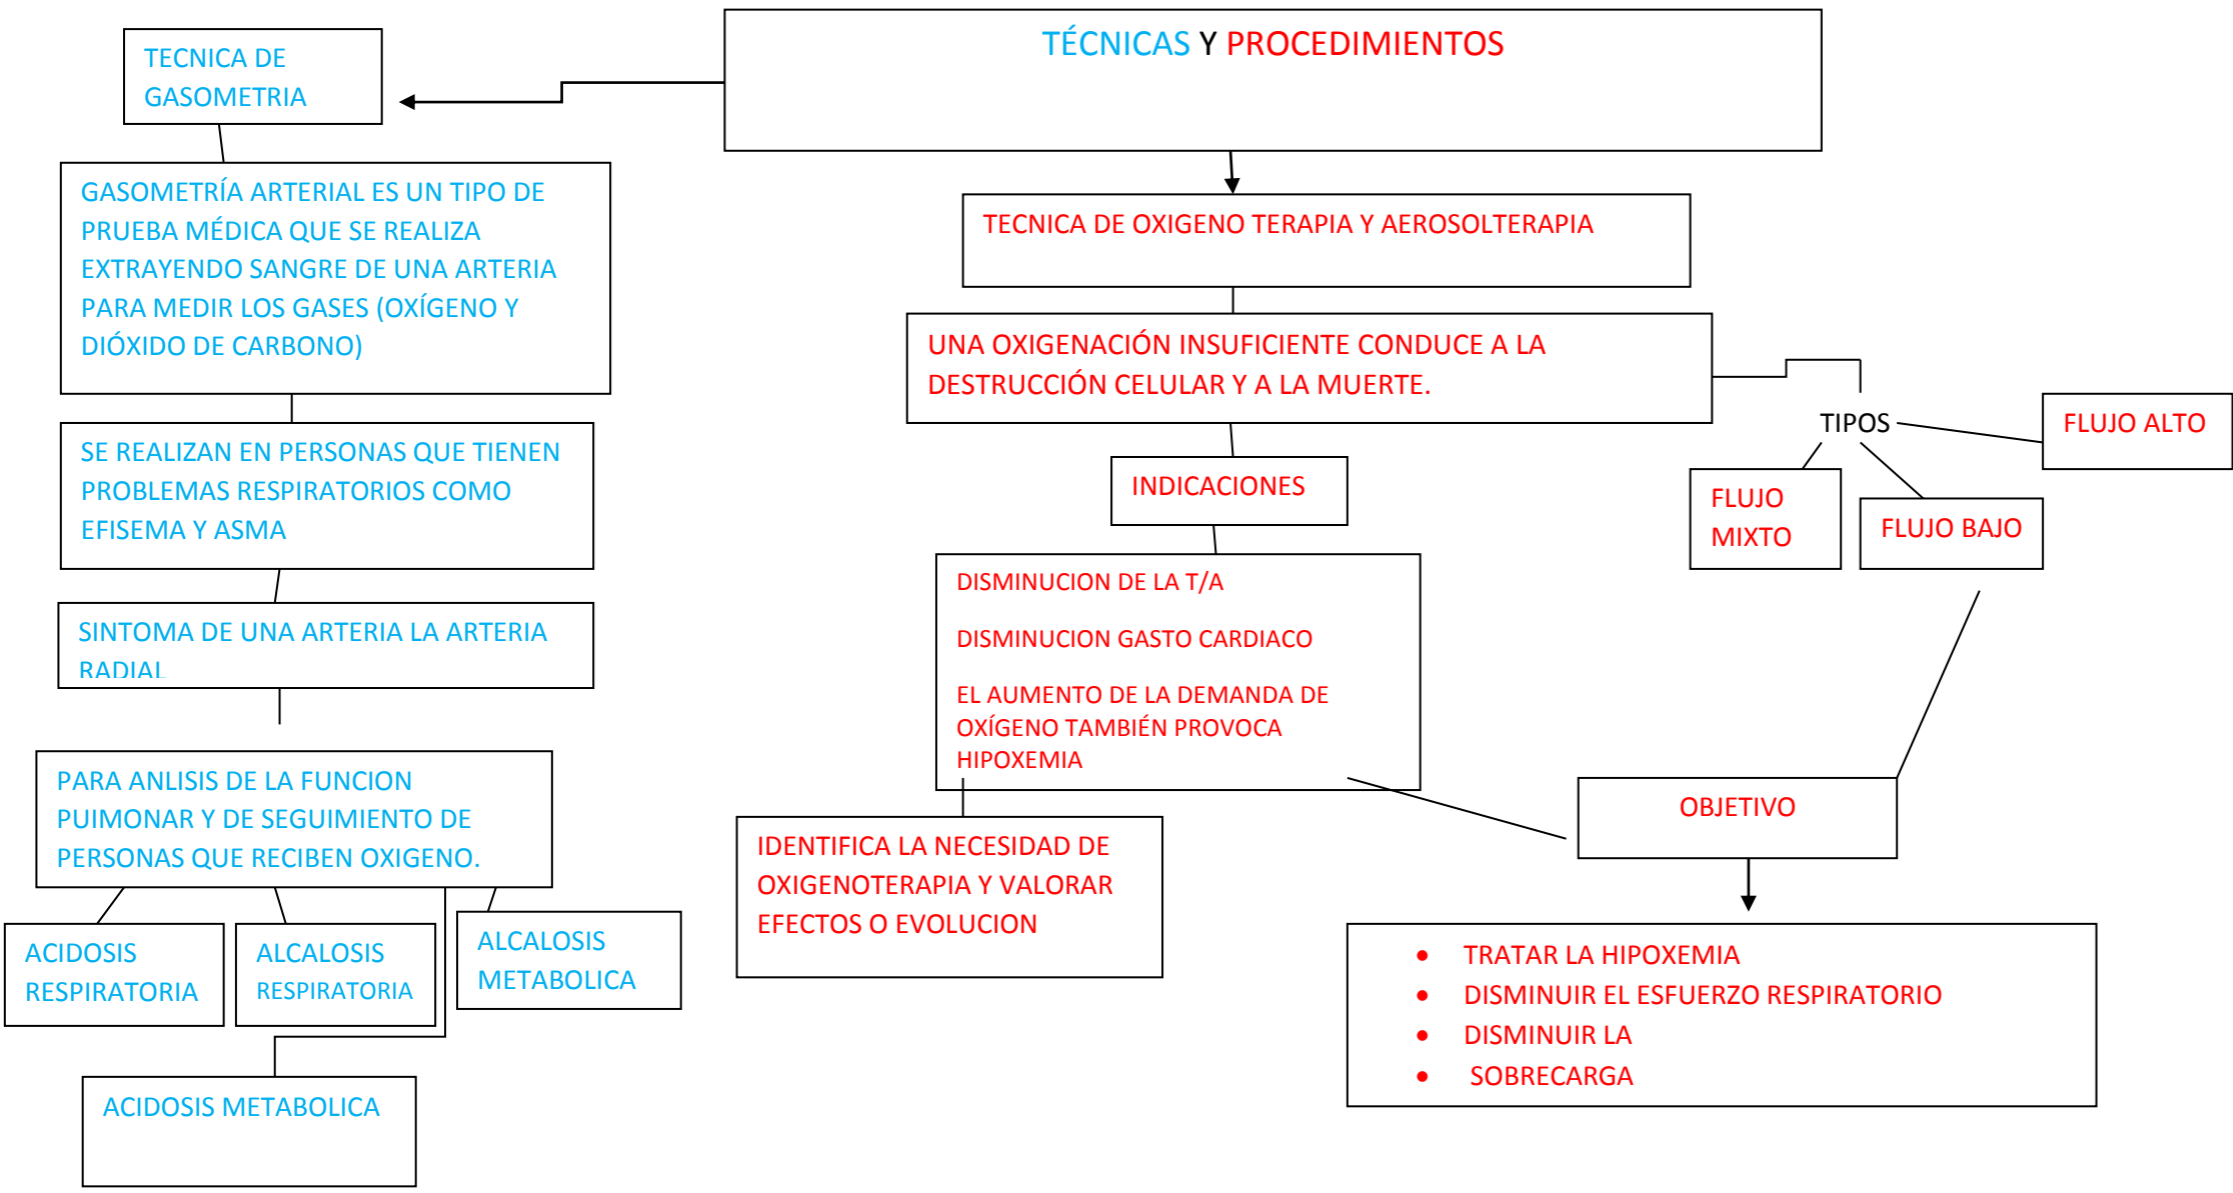 TÉCNICAS Y PROCEDIMIENTOS
TECNICA DE
GASOMETRIA
GASOMETRÍA ARTERIAL ES UN TIPO DE
PRUEBA MÉDICA QUE SE REALIZA
EXTRAYENDO SANGRE DE UNA ARTERIA
PARA MEDIR LOS GASES (OXÍGENO Y
DIÓXIDO DE CARBONO)
SE REALIZAN EN PERSONAS QUE TIENEN
PROBLEMAS RESPIRATORIOS COMO
EFISEMA Y ASMA
SINTOMA DE UNA ARTERIA LA ARTERIA
RADIAL
PARA ANLISIS DE LA FUNCION
PUIMONAR Y DE SEGUIMIENTO DE
PERSONAS QUE RECIBEN OXIGENO.
ACIDOSIS
RESPIRATORIA
ALCALOSIS
RESPIRATORIA
ALCALOSIS
METABOLICA
ACIDOSIS METABOLICA
TECNICA DE OXIGENO TERAPIA Y AEROSOLTERAPIA
UNA OXIGENACIÓN INSUFICIENTE CONDUCE A LA
DESTRUCCIÓN CELULAR Y A LA MUERTE.
TIPOS
FLUJO ALTO
FLUJO
MIXTO
FLUJO BAJO
INDICACIONES
DISMINUCION DE LA T/A
DISMINUCION GASTO CARDIACO
EL AUMENTO DE LA DEMANDA DE
OXÍGENO TAMBIÉN PROVOCA
HIPOXEMIA
IDENTIFICA LA NECESIDAD DE
OXIGENOTERAPIA Y VALORAR
EFECTOS O EVOLUCION
OBJETIVO
• TRATAR LA HIPOXEMIA
• DISMINUIR EL ESFUERZO RESPIRATORIO
• DISMINUIR LA
• SOBRECARGA